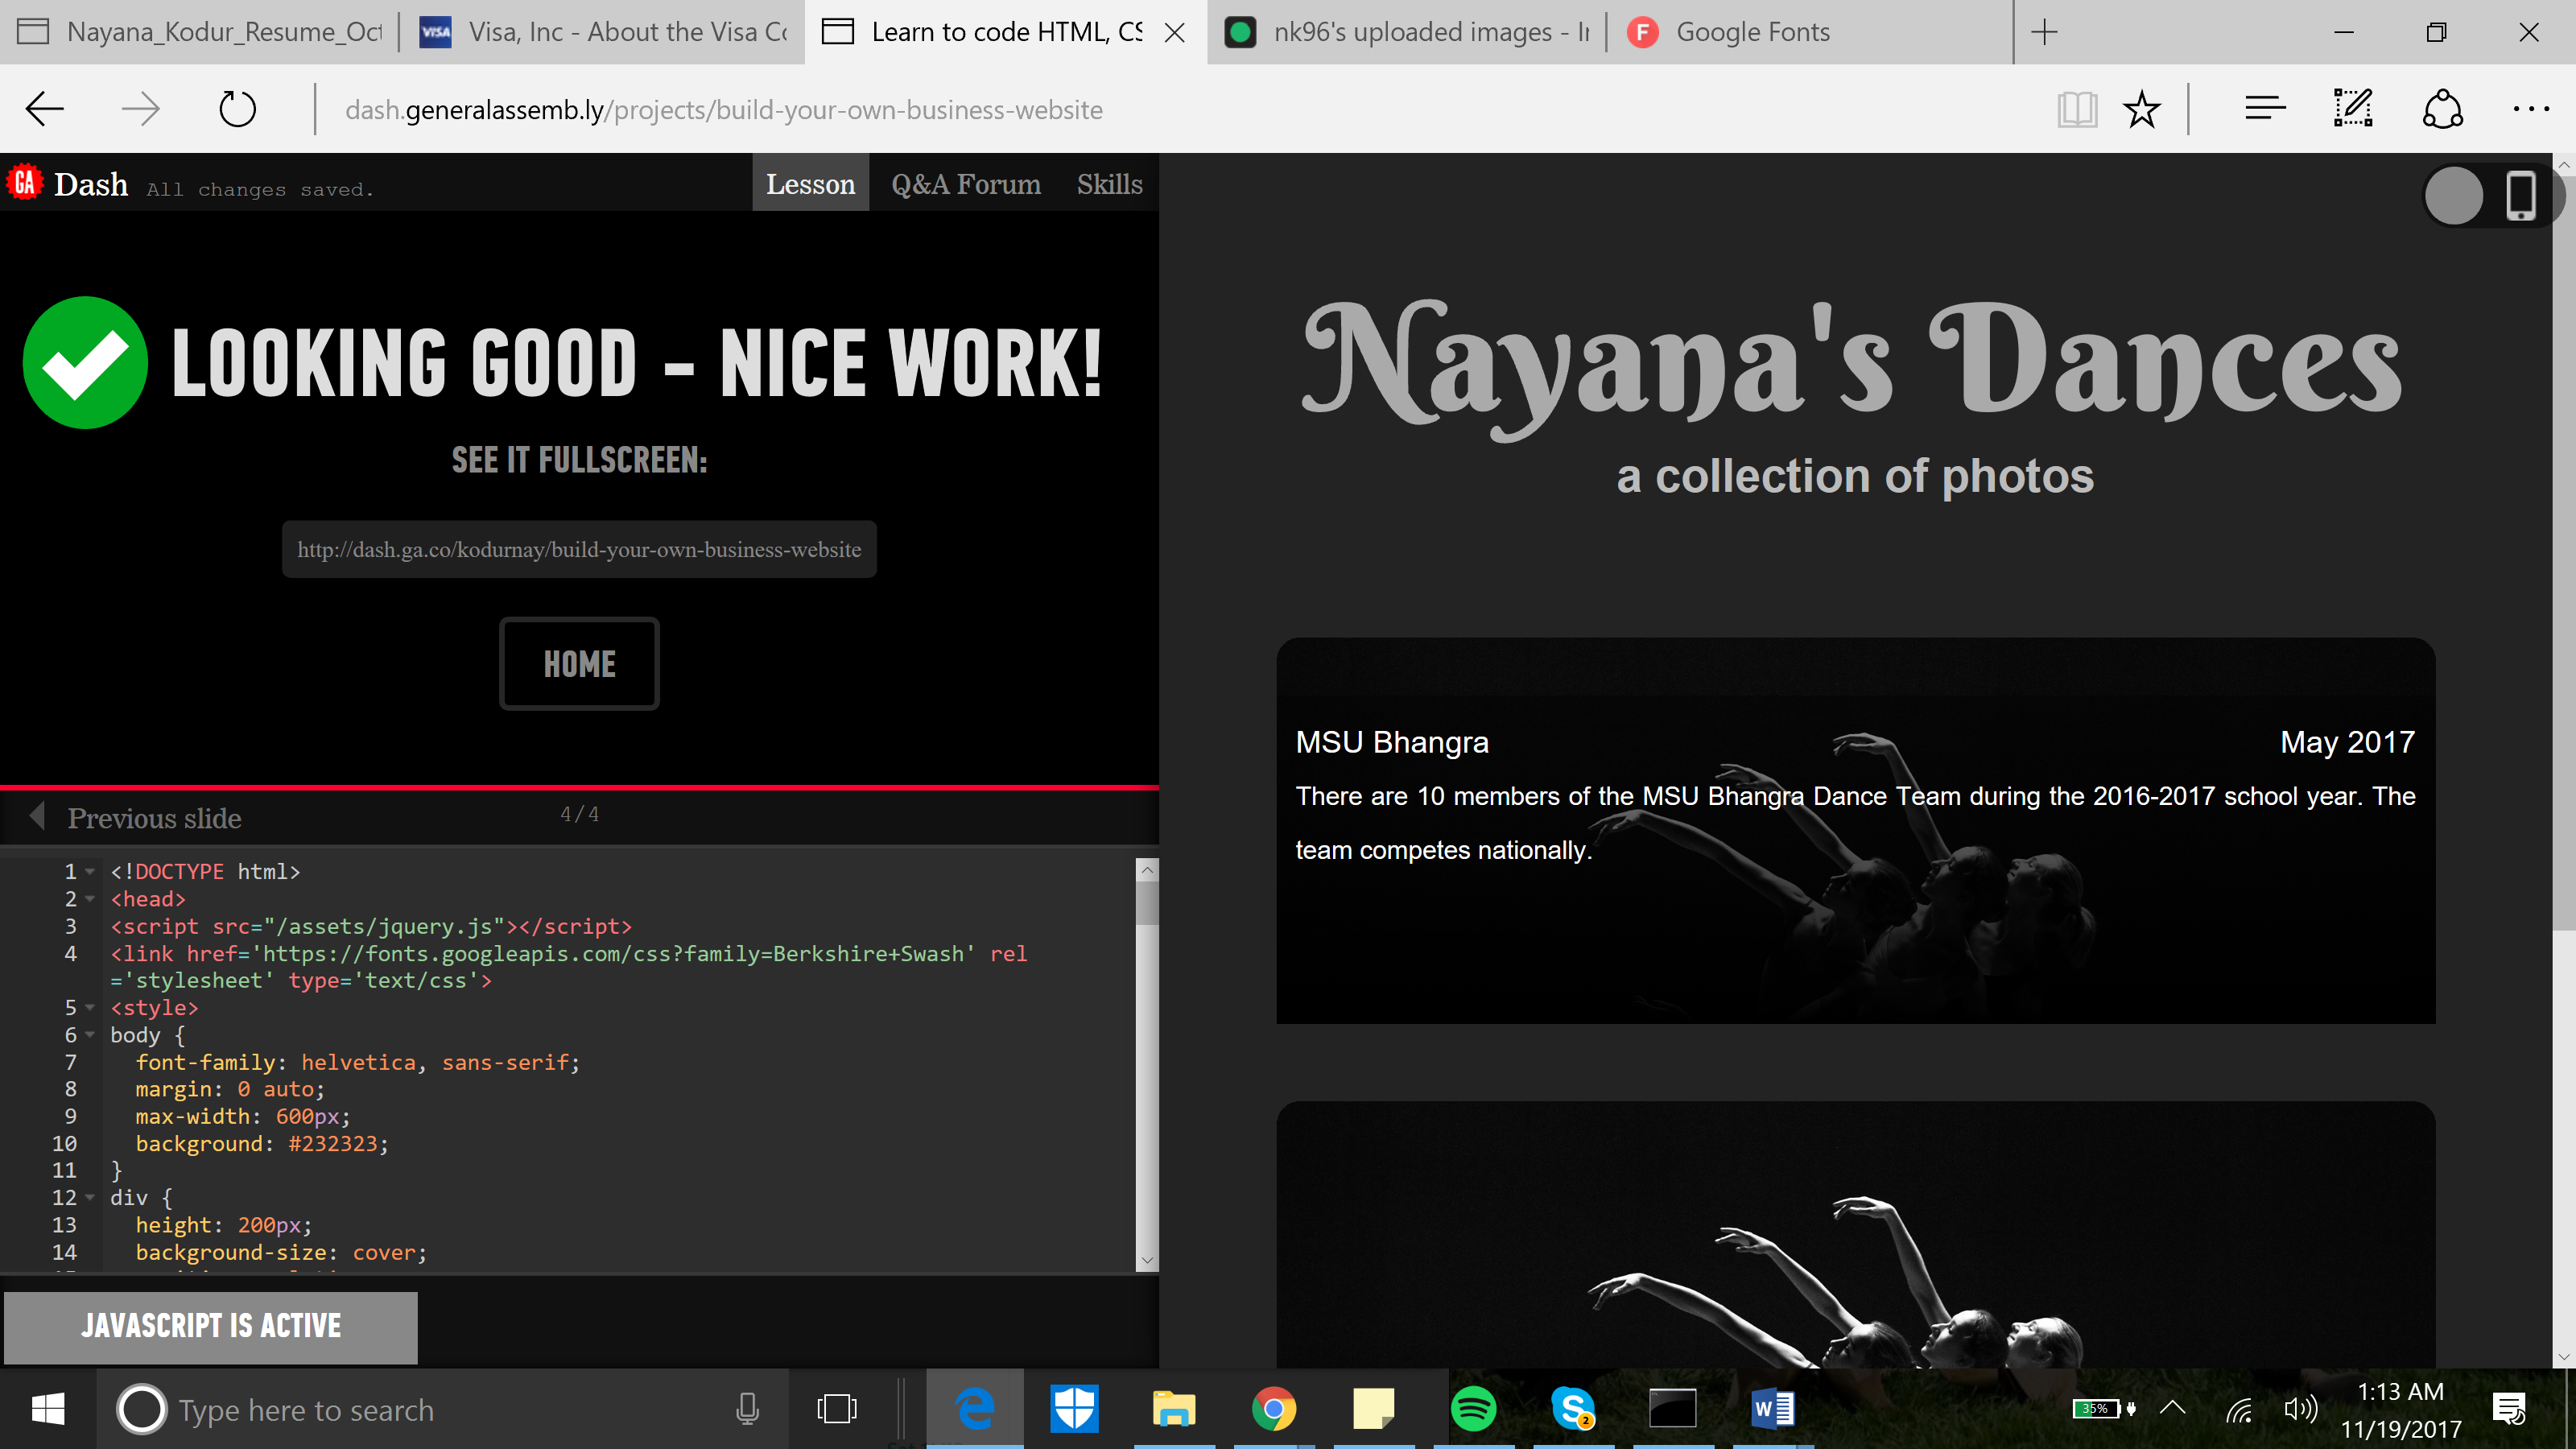 Nayana_Kodur_Resume_Oct
VISA Visa, Inc - About the Visa Co
Learn to code HTML, CS
nk96's uploaded images - I
F Google Fonts
dash.generalassemb.ly/projects/build-your-own-business-website
GA Dash All changes saved.
Lesson Q&A Forum Skills
LOOKING GOOD - NICE WORK!
SEE IT FULLSCREEN:
http://dash.ga.co/kodurnay/build-your-own-business-website
HOME
Previous slide 4/4
1 <!DOCTYPE html>
2 <head>
3 <script src="/assets/jquery.js"></script>
4 <link href='https://fonts.googleapis.com/css?family=Berkshire+Swash' rel
='stylesheet' type='text/css'>
5 <style>
6 body {
7 font-family: helvetica, sans-serif;
8 margin: 0 auto;
9 max-width: 600px;
10 background: #232323;
11 }
12 div {
13 height: 200px;
14 background-size: cover;
JAVASCRIPT IS ACTIVE
Nayana's Dances
a collection of photos
MSU Bhangra May 2017
There are 10 members of the MSU Bhangra Dance Team during the 2016-2017 school year. The
team competes nationally.
Type here to search
2
35%
1:13 AM
11/19/2017